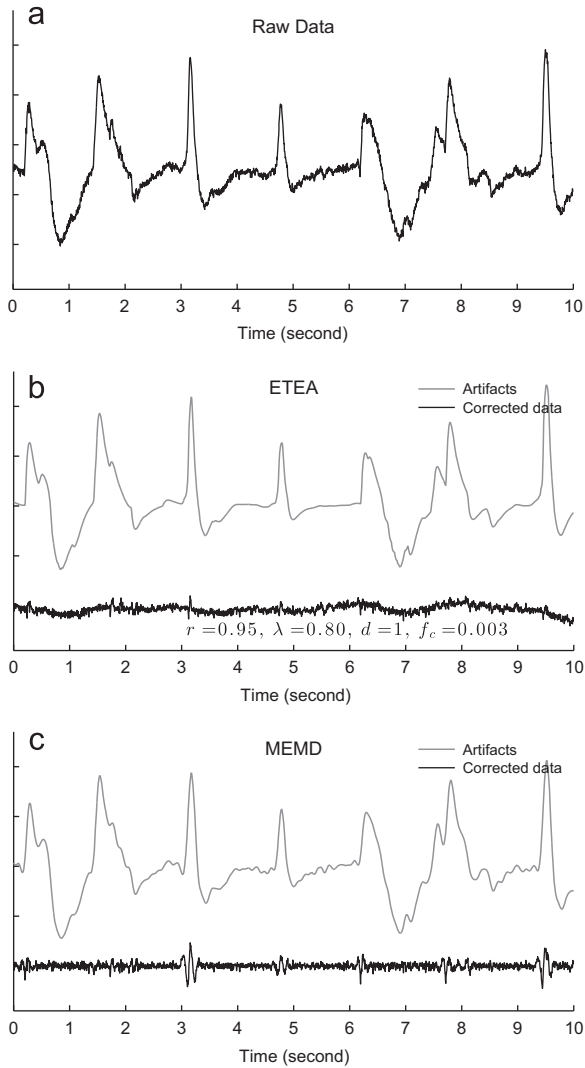 a
Raw Data
0 1 2 3 4 5 6 7 8 9 10
Time (second)
b
ETEA
Artifacts
Corrected data
r =0.95, λ =0.80, d =1, f_c =0.003
0 1 2 3 4 5 6 7 8 9 10
Time (second)
c
MEMD
Artifacts
Corrected data
0 1 2 3 4 5 6 7 8 9 10
Time (second)